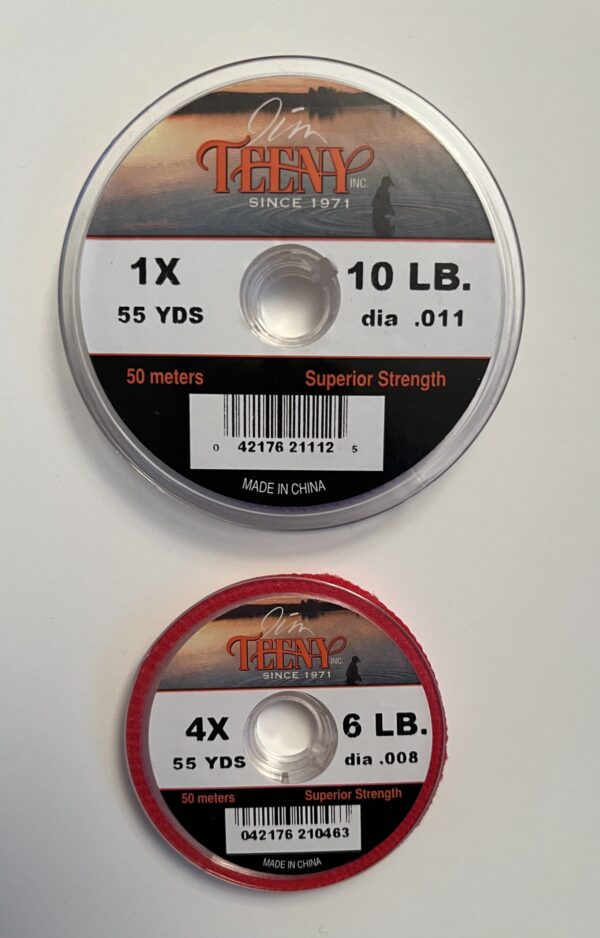 Jim
TEENY INC.
SINCE 1971
1X 10 LB.
55 YDS dia .011
50 meters Superior Strength
0 42176 21112 5
MADE IN CHINA
Jim
TEENY INC.
SINCE 1971
4X 6 LB.
55 YDS dia .008
50 meters Superior Strength
042176 210463
MADE IN CHINA